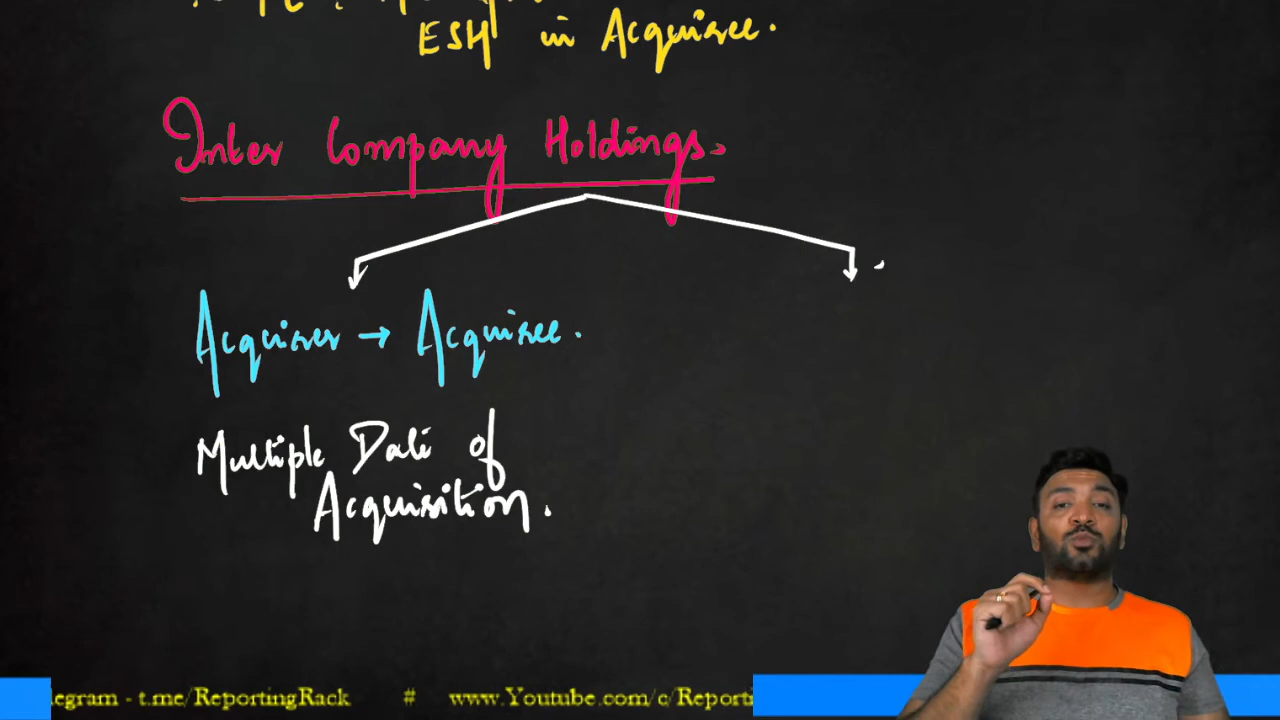 ESH in Acquiree.
Inter Company Holdings.
Acquirer → Acquiree.
Multiple Date of
Acquisition.
legram - t.me/ReportingRack # www.Youtube.com/c/Reporti